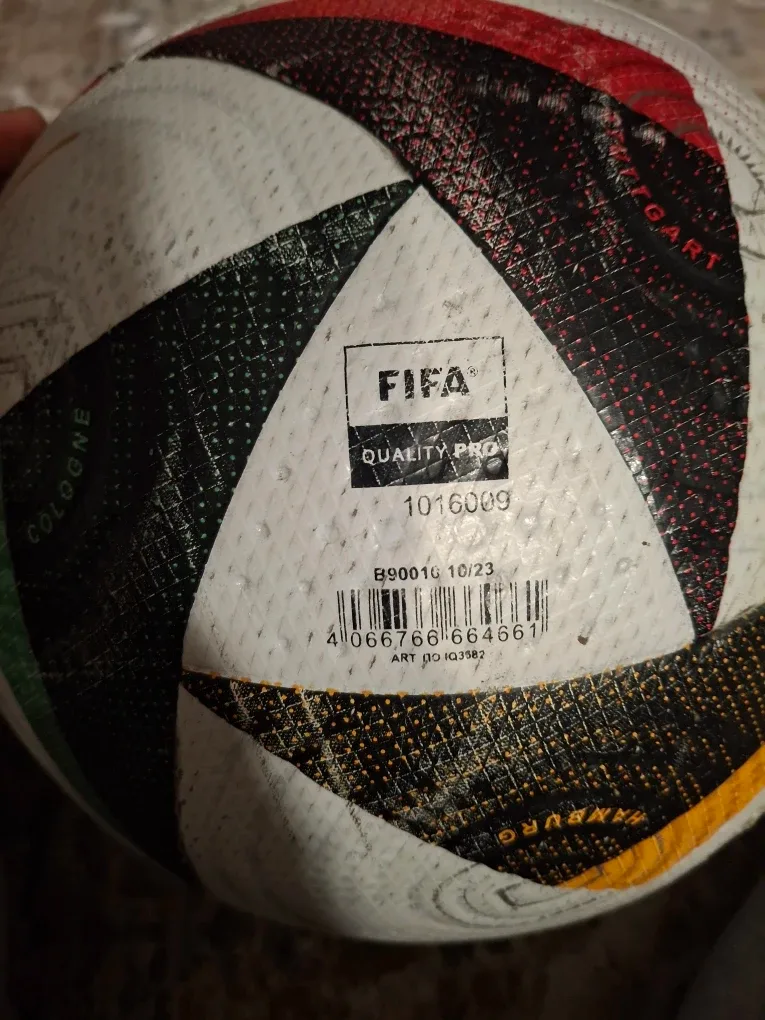 STUTTGART
FIFA®
QUALITY PRO
1016009
B90010 10/23
4 066766 664661
ART no IQ3682
COLOGNE
HAMBURG